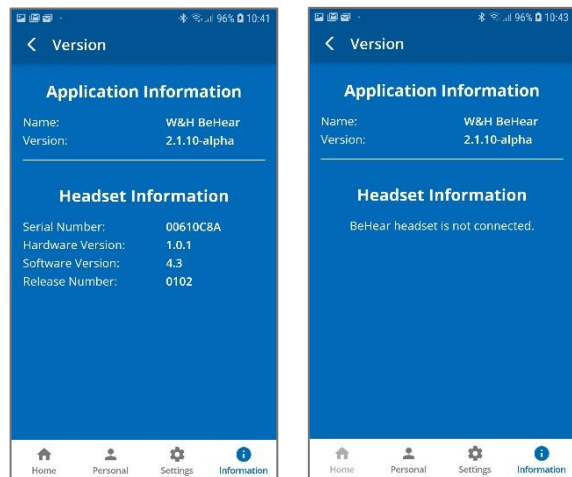 96% 10:41
Version
Application Information
Name: W&H BeHear
Version: 2.1.10-alpha
Headset Information
Serial Number: 00610C8A
Hardware Version: 1.0.1
Software Version: 4.3
Release Number: 0102
Home Personal Settings Information
96% 10:43
Version
Application Information
Name: W&H BeHear
Version: 2.1.10-alpha
Headset Information
BeHear headset is not connected.
Home Personal Settings Information